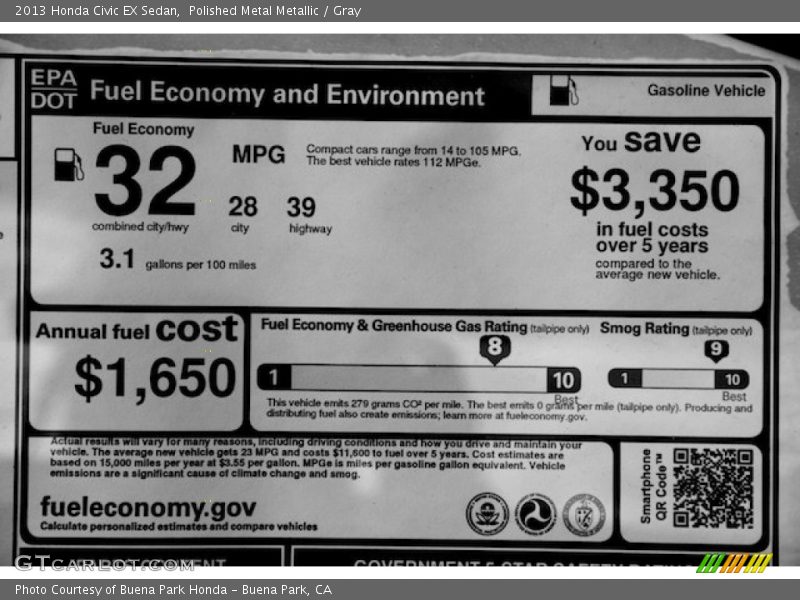 2013 Honda Civic EX Sedan, Polished Metal Metallic / Gray
EPA
DOT
Fuel Economy and Environment
Gasoline Vehicle
Fuel Economy
32
MPG
Compact cars range from 14 to 105 MPG.
The best vehicle rates 112 MPGe.
combined city/hwy
28
city
39
highway
3.1 gallons per 100 miles
You save
$3,350
in fuel costs
over 5 years
compared to the
average new vehicle.
Annual fuel cost
$1,650
Fuel Economy & Greenhouse Gas Rating (tailpipe only)
8
1
10
Best
Smog Rating (tailpipe only)
9
1
10
Best
This vehicle emits 279 grams CO² per mile. The best emits 0 grams per mile (tailpipe only). Producing and
distributing fuel also create emissions; learn more at fueleconomy.gov.
Actual results will vary for many reasons, including driving conditions and how you drive and maintain your
vehicle. The average new vehicle gets 23 MPG and costs $11,600 to fuel over 5 years. Cost estimates are
based on 15,000 miles per year at $3.55 per gallon. MPGe is miles per gasoline gallon equivalent. Vehicle
emissions are a significant cause of climate change and smog.
fueleconomy.gov
Calculate personalized estimates and compare vehicles
Smartphone
QR Code™
GTCARLOT.COM
GOVERNMENT 5-STAR SAFETY RATINGS
Photo Courtesy of Buena Park Honda - Buena Park, CA